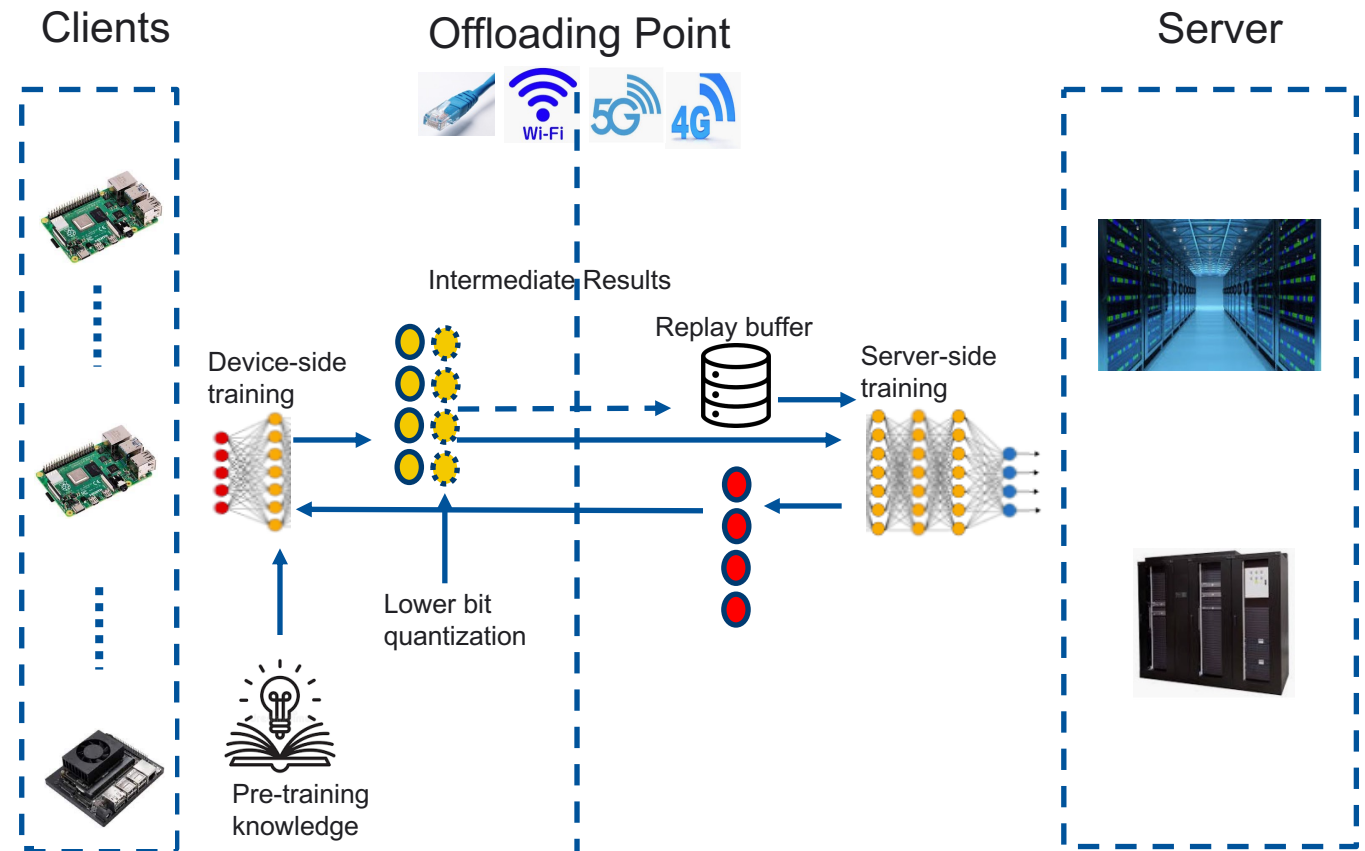 Clients
Offloading Point
Server
Wi-Fi
5G
4G
Intermediate Results
Replay buffer
Device-side
training
Server-side
training
Lower bit
quantization
Pre-training
knowledge